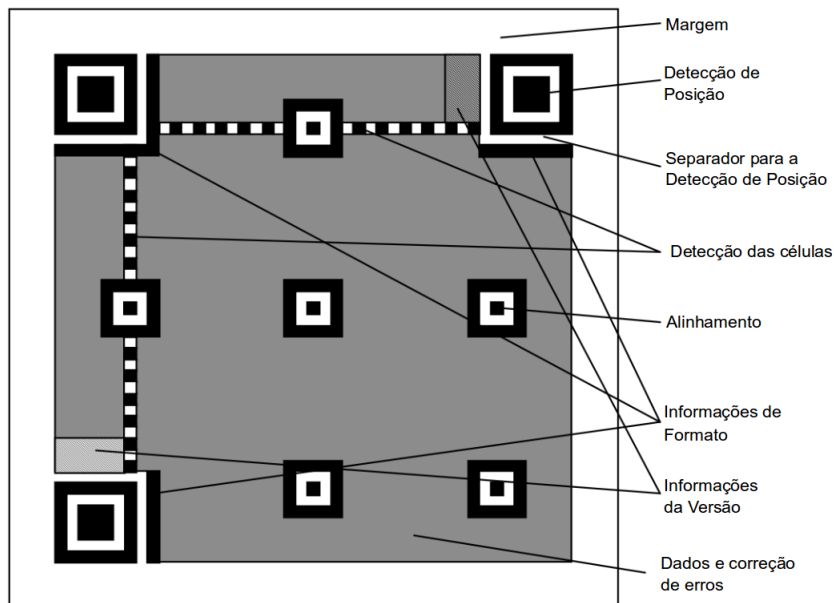 Margem
Detecção de
Posição
Separador para a
Detecção de Posição
Detecção das células
Alinhamento
Informações de
Formato
Informações
da Versão
Dados e correção
de erros